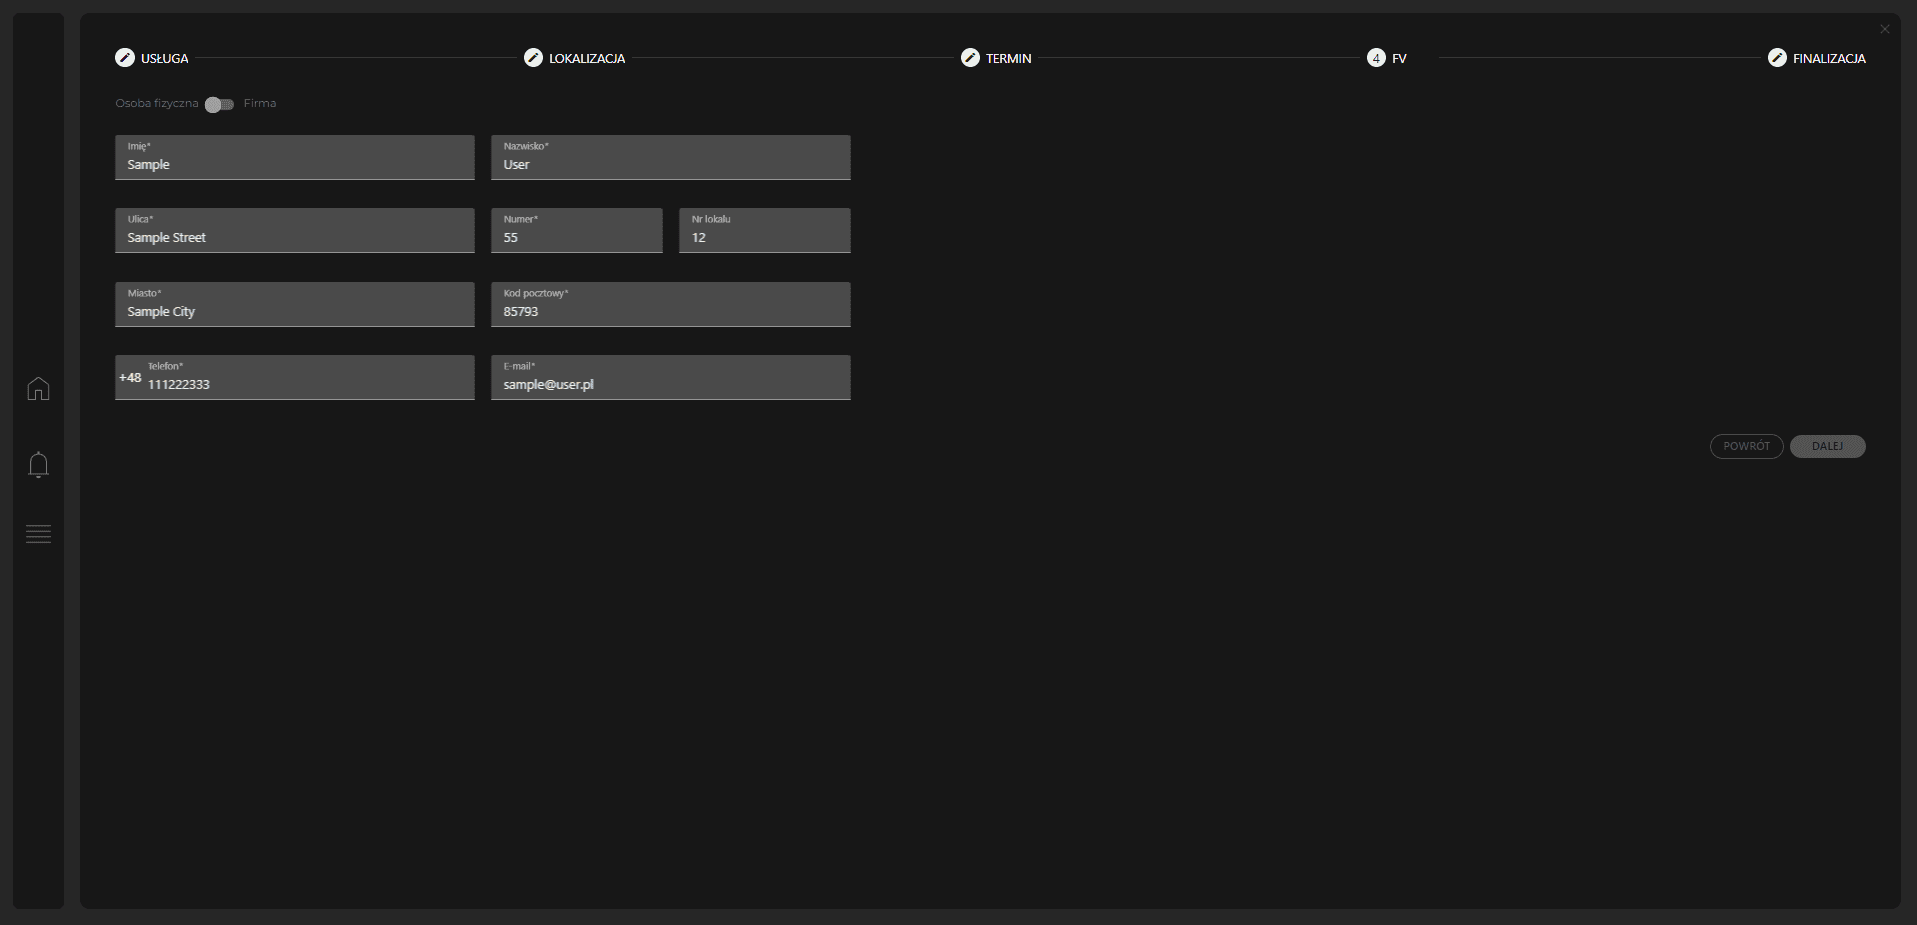 USŁUGA LOKALIZACJA TERMIN 4 FV FINALIZACJA
Osoba fizyczna Firma
Imię* Nazwisko*
Sample User
Ulica* Numer* Nr lokalu
Sample Street 55 12
Miasto* Kod pocztowy*
Sample City 85793
Telefon* E-mail*
+48 111222333 sample@user.pl
POWRÓT DALEJ